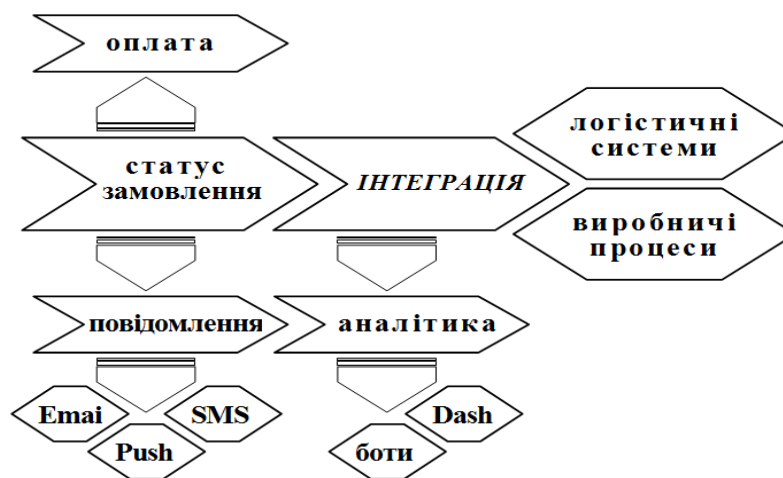 оплата
статус
замовлення
ІНТЕГРАЦІЯ
логістичні
системи
виробничі
процеси
повідомлення
аналітика
Emai
SMS
Push
Dash
боти